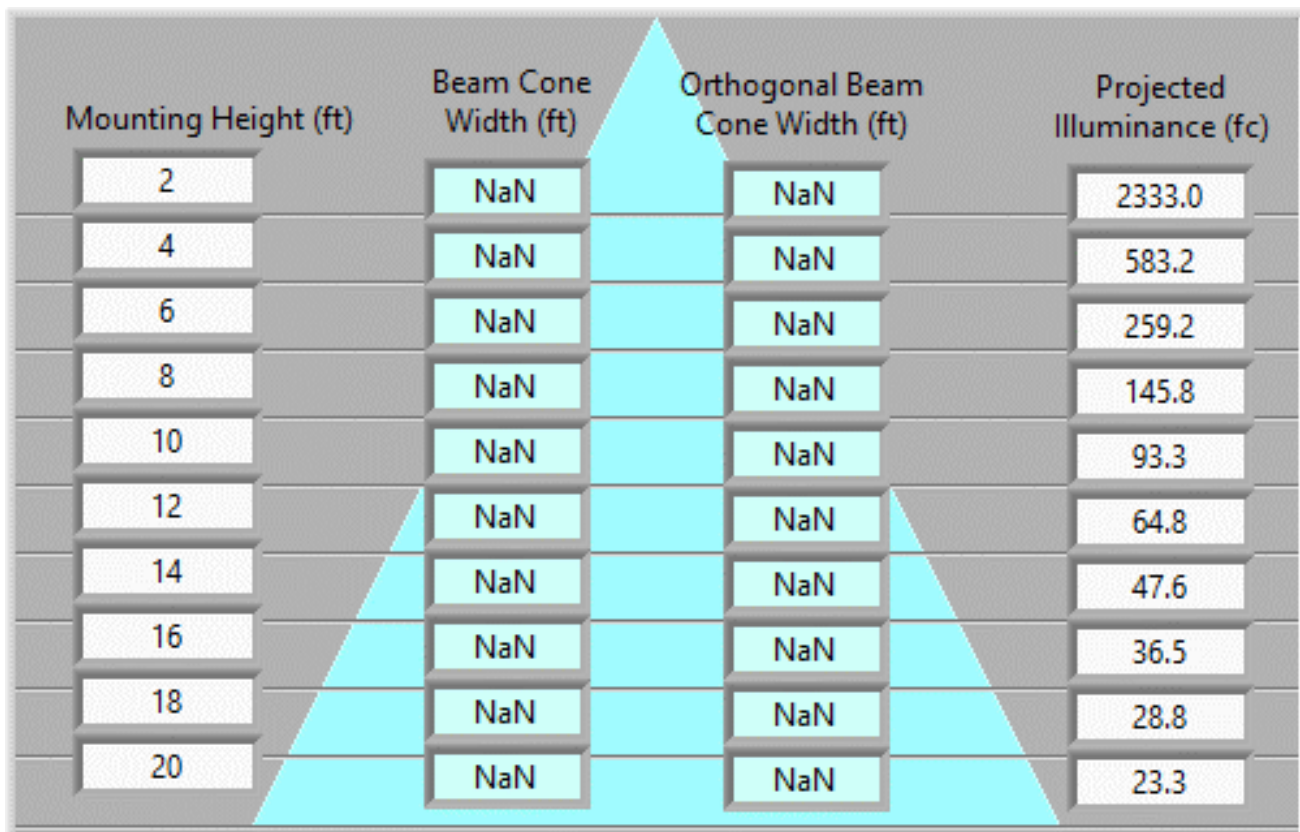 Mounting Height (ft) Beam Cone Width (ft) Orthogonal Beam Cone Width (ft) Projected Illuminance (fc)
2 NaN NaN 2333.0
4 NaN NaN 583.2
6 NaN NaN 259.2
8 NaN NaN 145.8
10 NaN NaN 93.3
12 NaN NaN 64.8
14 NaN NaN 47.6
16 NaN NaN 36.5
18 NaN NaN 28.8
20 NaN NaN 23.3